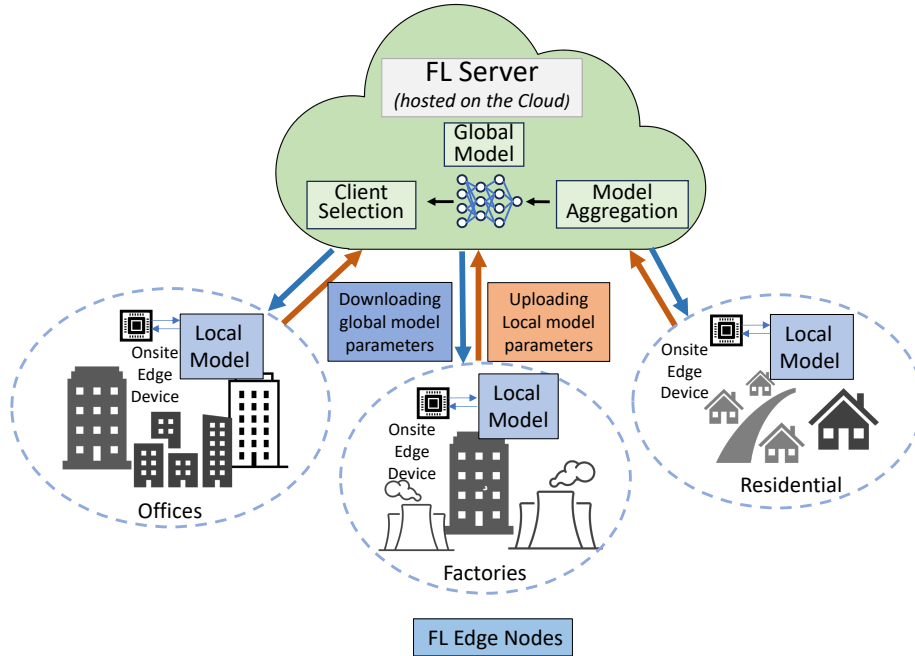 FL Server
(hosted on the Cloud)
Global
Model
Client
Selection
Model
Aggregation
Downloading
global model
parameters
Uploading
Local model
parameters
Local
Model
Onsite
Edge
Device
Offices
Local
Model
Onsite
Edge
Device
Factories
Local
Model
Onsite
Edge
Device
Residential
FL Edge Nodes